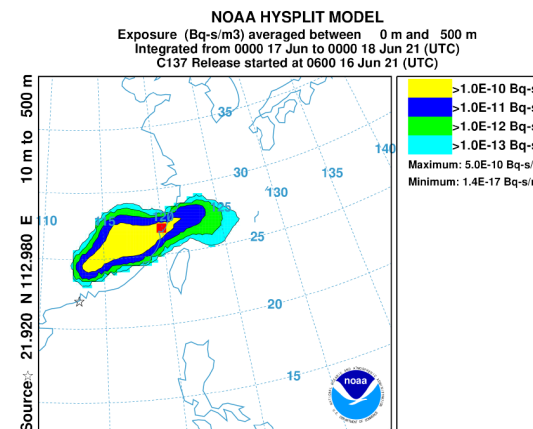 NOAA HYSPLIT MODEL
Exposure (Bq-s/m3) averaged between 0 m and 500 m
Integrated from 0000 17 Jun to 0000 18 Jun 21 (UTC)
C137 Release started at 0600 16 Jun 21 (UTC)
Source☆ 21.920 N 112.980 E 10 m to 500 m
35
140
30
135
130
110
125
25
20
15
>1.0E-10 Bq-s
>1.0E-11 Bq-s
>1.0E-12 Bq-s
>1.0E-13 Bq-s
Maximum: 5.0E-10 Bq-s/
Minimum: 1.4E-17 Bq-s/
noaa